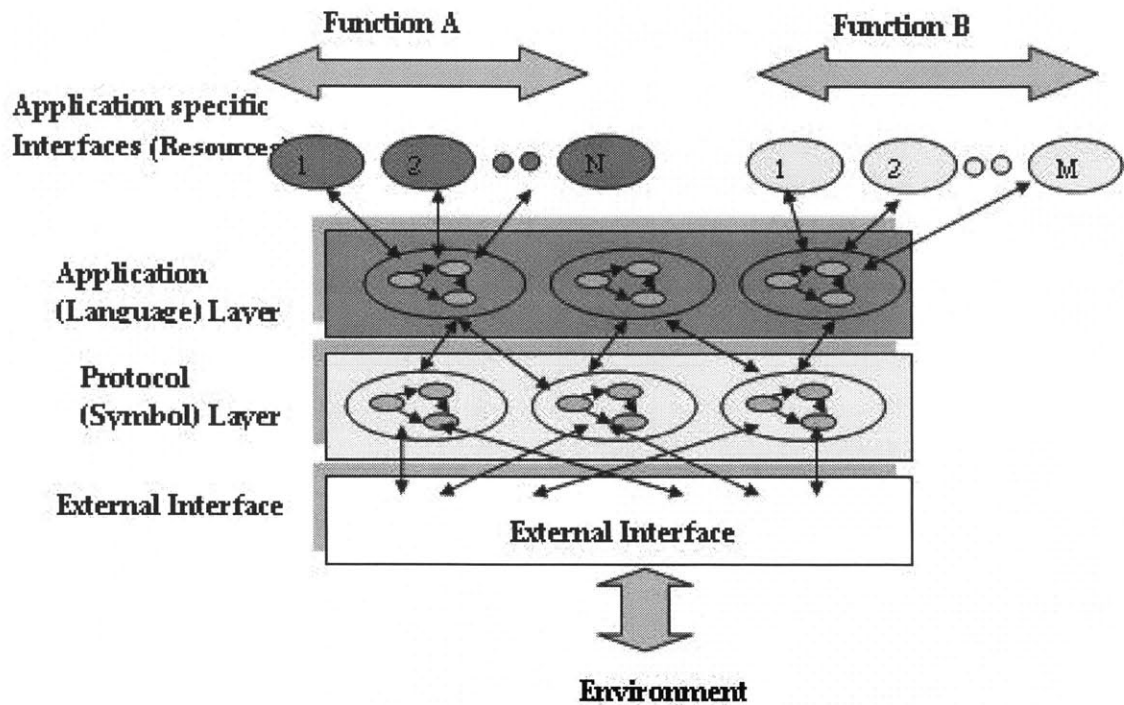 Function A
Function B
Application specific
Interfaces (Resources)
1
2
N
1
2
M
Application
(Language) Layer
Protocol
(Symbol) Layer
External Interface
External Interface
Environment